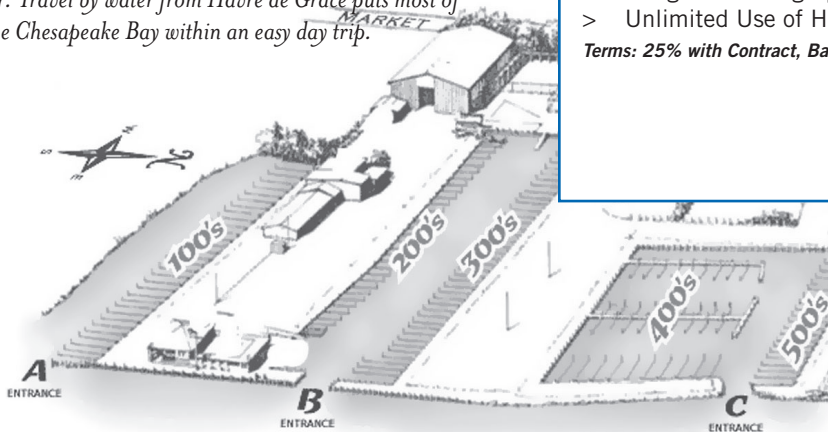 Travel by water from Havre de Grace puts most of
Chesapeake Bay within an easy day trip.
> Unlimited Use of
Terms: 25% with Contract,
MARKET
N
W
S
E
100's
200's
300's
400's
500's
A
ENTRANCE
B
ENTRANCE
C
ENTRANCE